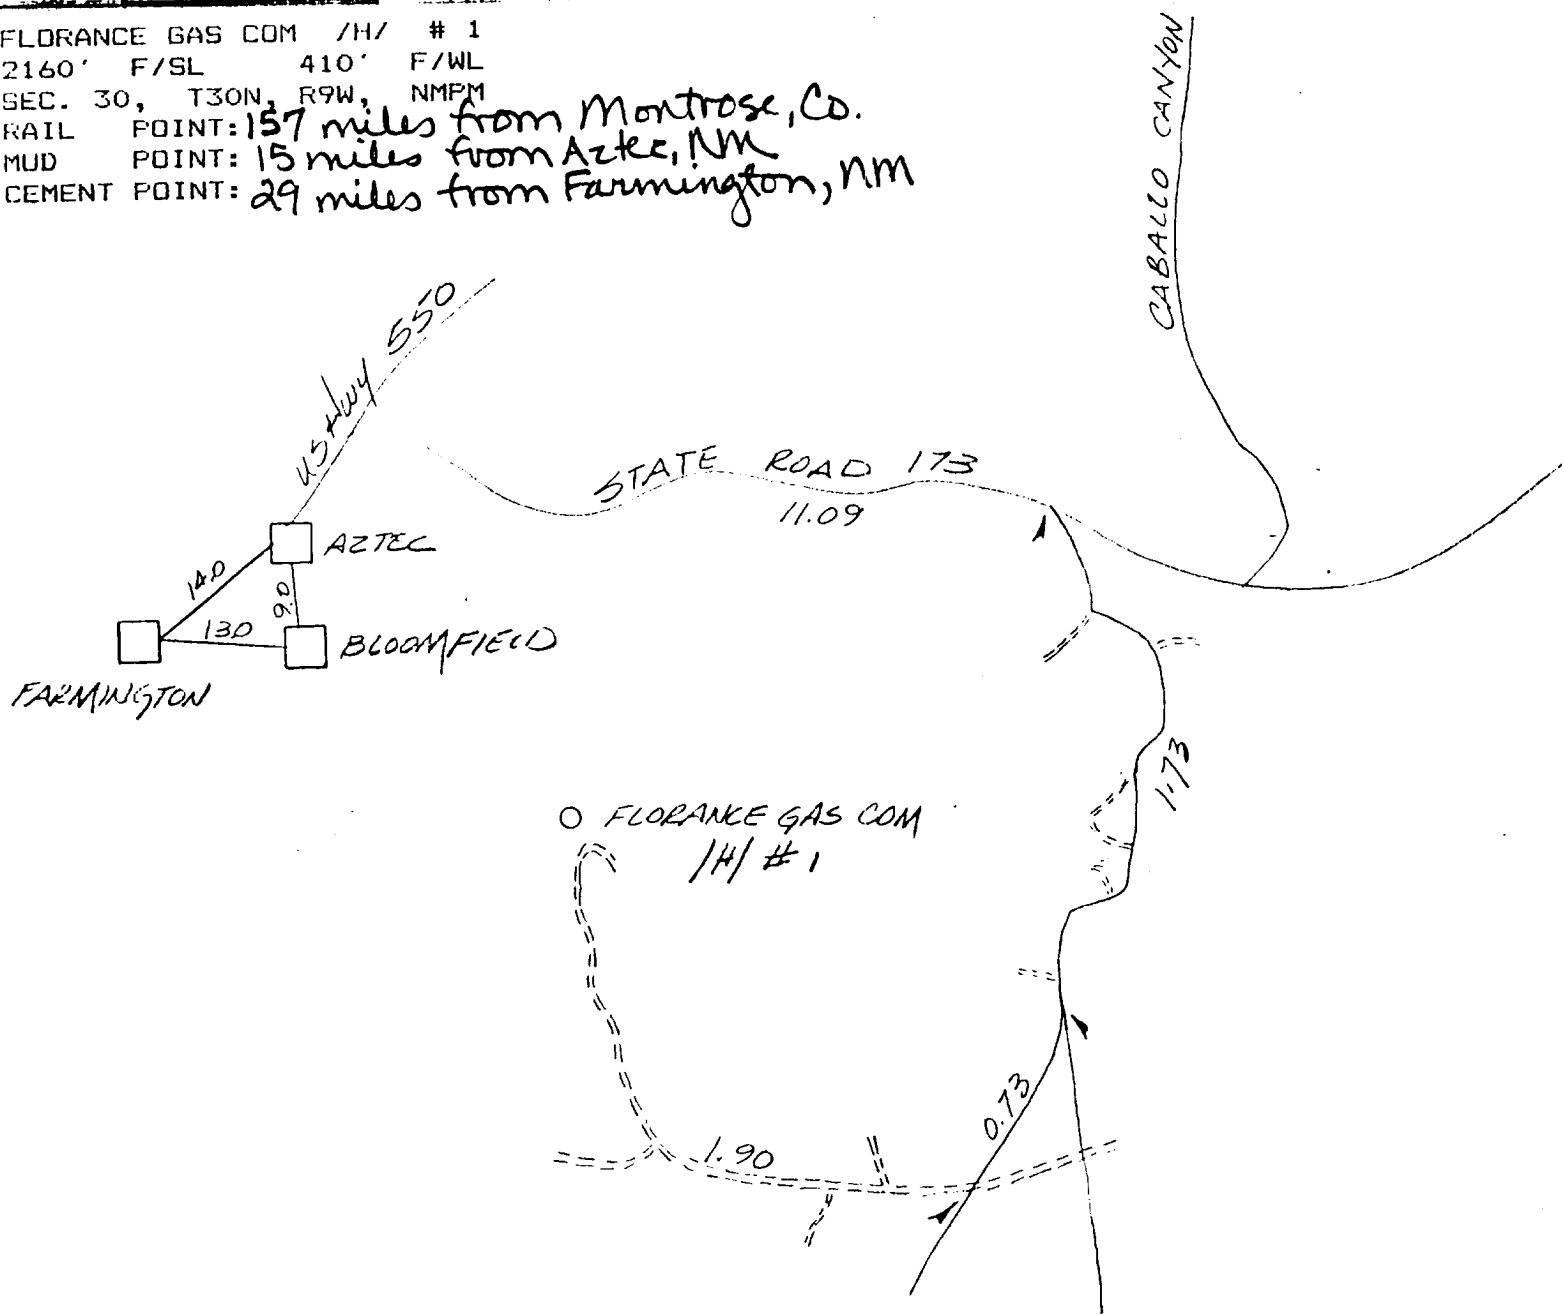 FLORANCE GAS COM /H/ # 1
2160' F/SL 410' F/WL
SEC. 30, T30N, R9W, NMPM
RAIL POINT: 157 miles from Montrose, Co.
MUD POINT: 15 miles from Aztec, NM
CEMENT POINT: 29 miles from Farmington, NM
CABALLO CANYON
US Hwy 550
STATE ROAD 173
11.09
AZTEC
14.0
9.0
13.0
BLOOMFIELD
FARMINGTON
1.73
FLORANCE GAS COM
/H/ # 1
0.73
1.90